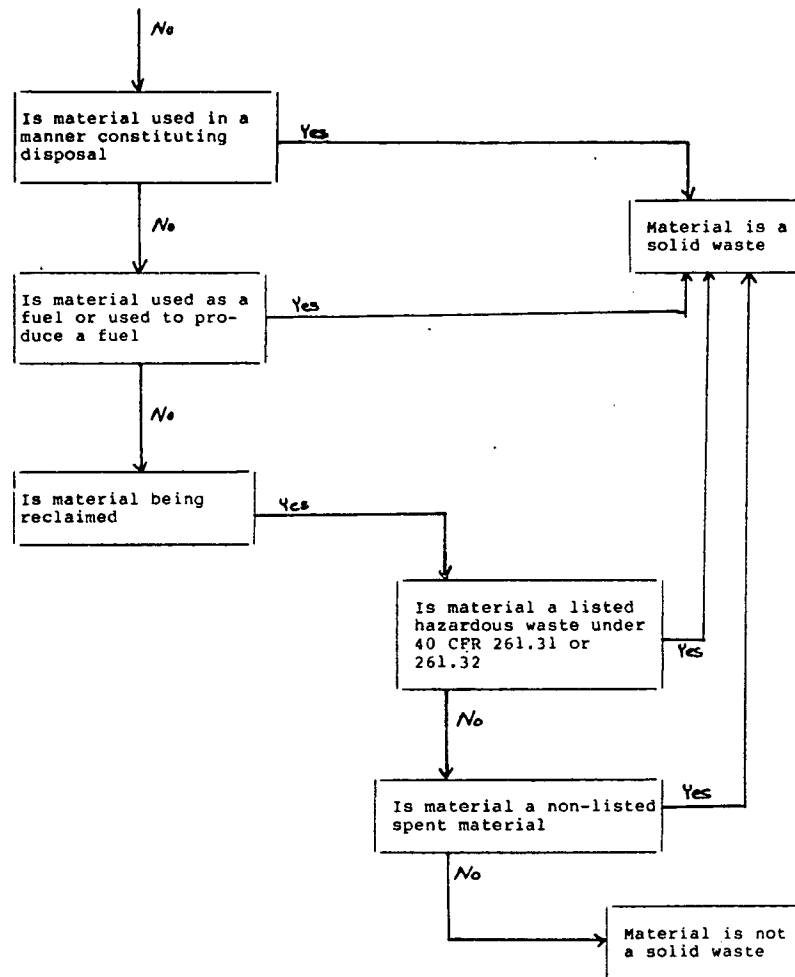 No
Is material used in a
manner constituting
disposal
Yes
No
Material is a
solid waste
Is material used as a
fuel or used to pro-
duce a fuel
Yes
No
Is material being
reclaimed
Yes
Is material a listed
hazardous waste under
40 CFR 261.31 or
261.32
Yes
No
Is material a non-listed
spent material
Yes
No
Material is not
a solid waste